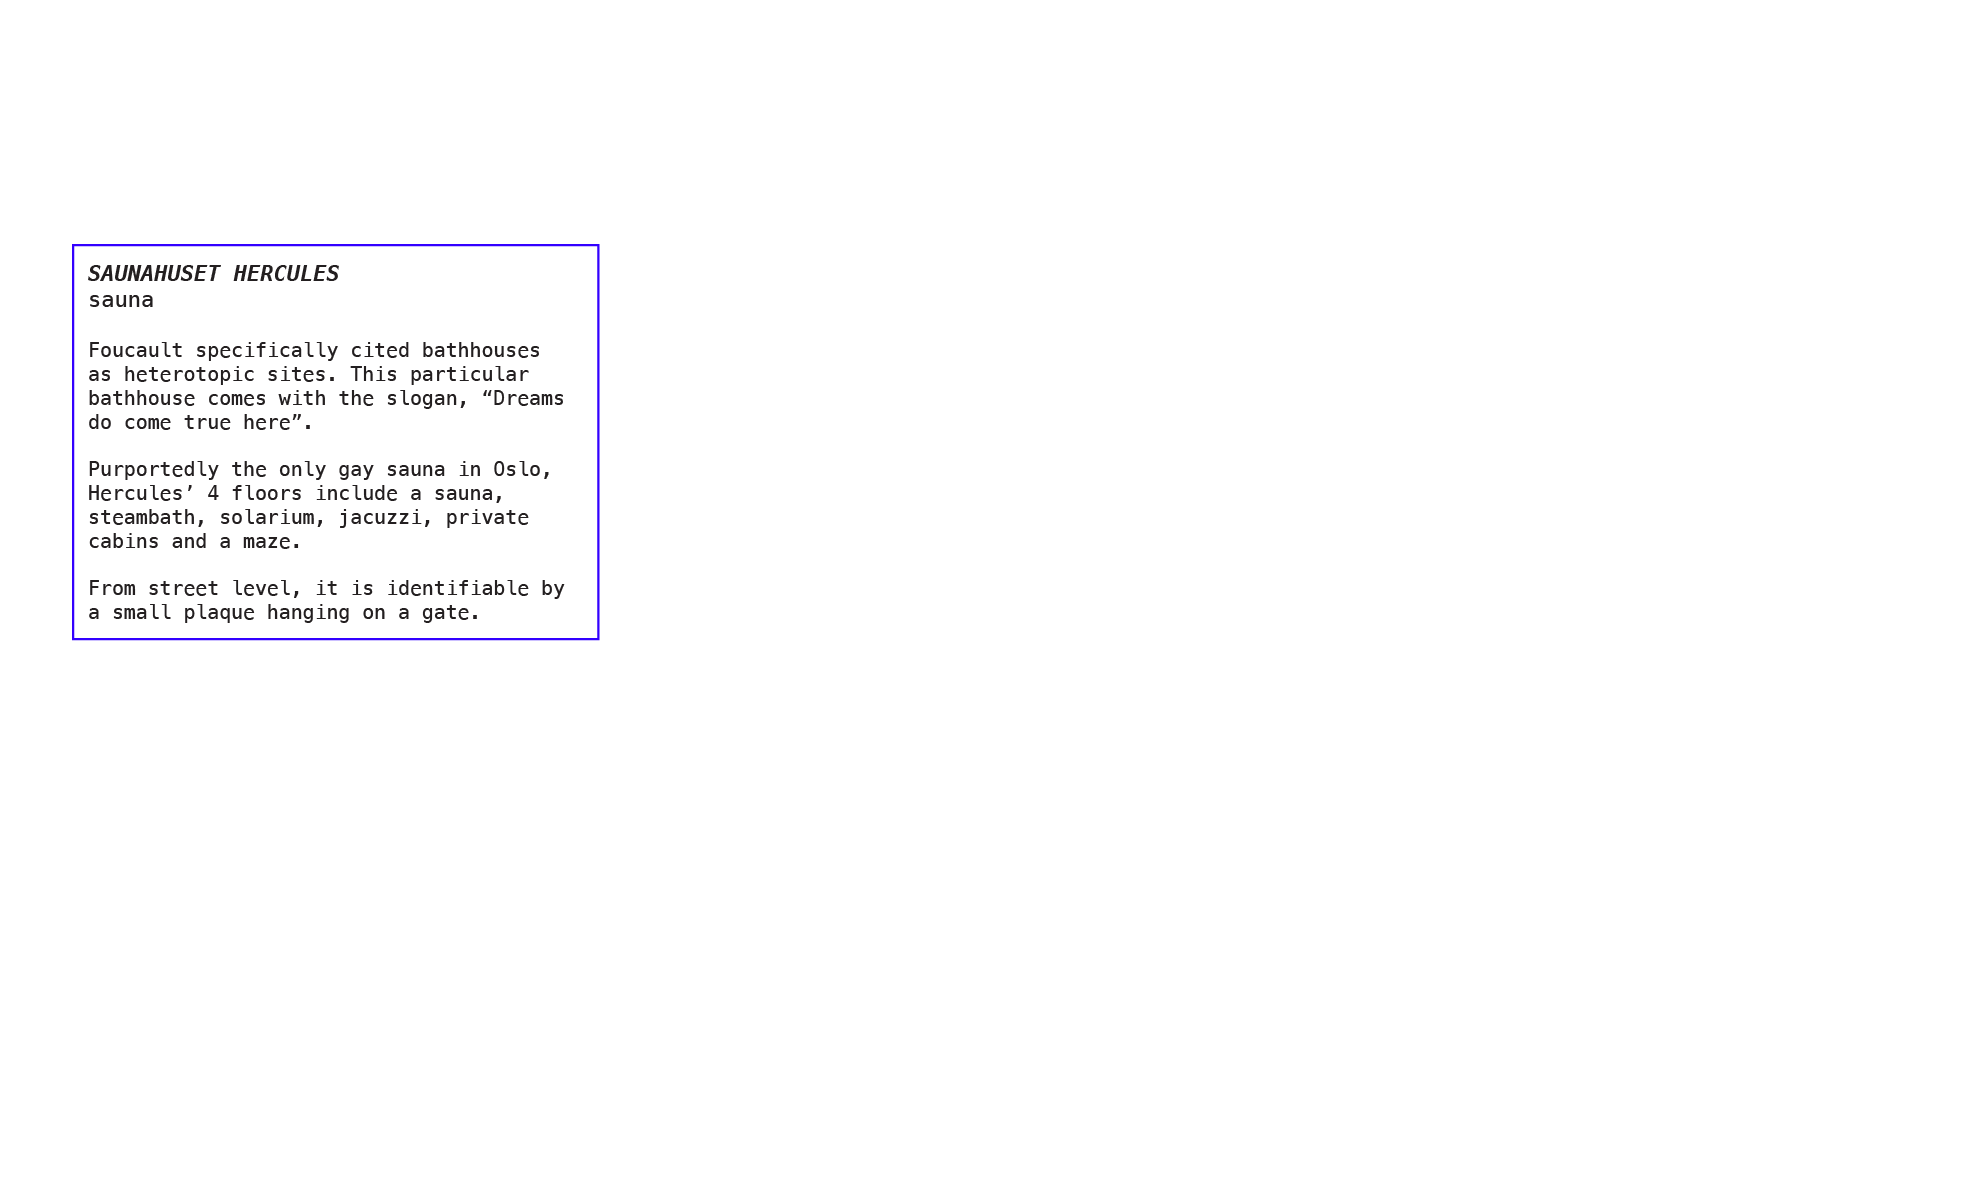 SAUNAHUSET HERCULES
sauna
Foucault specifically cited bathhouses
as heterotopic sites. This particular
bathhouse comes with the slogan, “Dreams
do come true here”.
Purportedly the only gay sauna in Oslo,
Hercules’ 4 floors include a sauna,
steambath, solarium, jacuzzi, private
cabins and a maze.
From street level, it is identifiable by
a small plaque hanging on a gate.